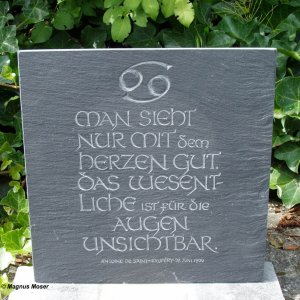 MAN SIEHT
NUR MIT dem
HERZEN GUT.
DAS WESENT-
LICHE IST FÜR DIE
AUGEN
UNSICHTBAR.
ANTOINE DE SAINT-EXUPÉRY 29. JUNI 1900
© Magnus Moser